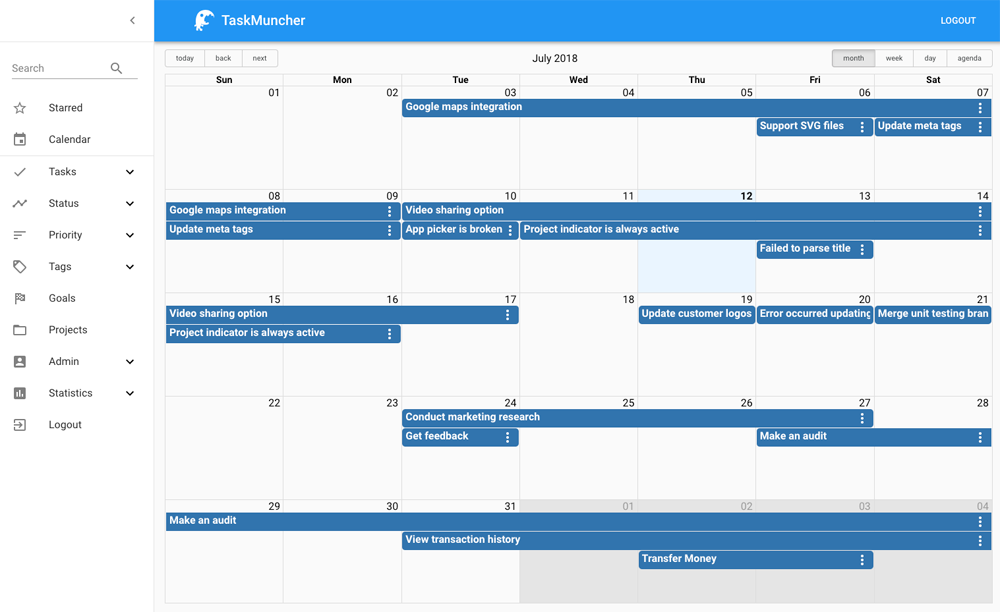 TaskMuncher
LOGOUT
Search
Starred
Calendar
Tasks
Status
Priority
Tags
Goals
Projects
Admin
Statistics
Logout
today back next
July 2018
month week day agenda
Sun Mon Tue Wed Thu Fri Sat
01 02 03 04 05 06 07
Google maps integration
Support SVG files Update meta tags
08 09 10 11 12 13 14
Google maps integration Video sharing option
Update meta tags App picker is broken Project indicator is always active
Failed to parse title
15 16 17 18 19 20 21
Video sharing option Update customer logos Error occurred updating Merge unit testing bran
Project indicator is always active
22 23 24 25 26 27 28
Conduct marketing research
Get feedback Make an audit
29 30 31 01 02 03 04
Make an audit
View transaction history
Transfer Money